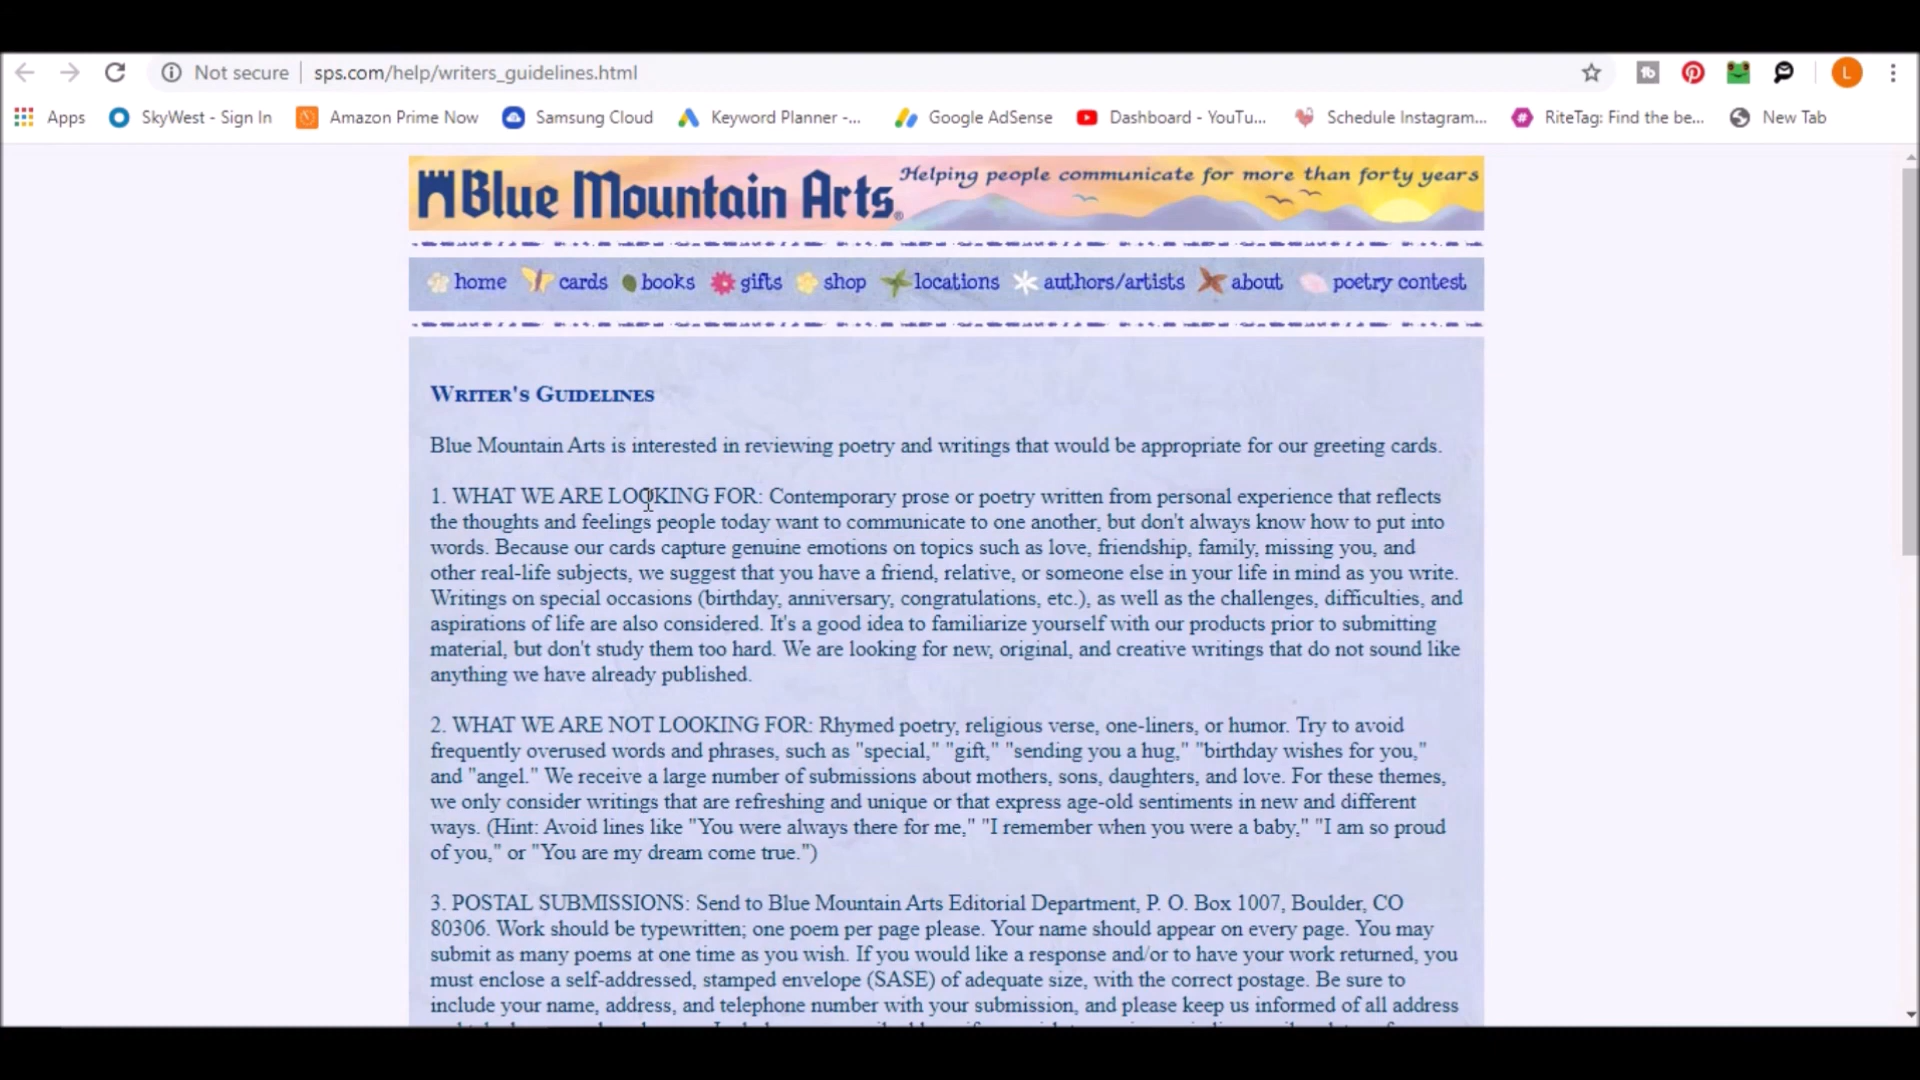 Not secure sps.com/help/writers_guidelines.html L
Apps SkyWest - Sign In Amazon Prime Now Samsung Cloud Keyword Planner -... Google AdSense Dashboard - YouTu... Schedule Instagram... RiteTag: Find the be... New Tab
Blue Mountain Arts® Helping people communicate for more than forty years
home cards books gifts shop locations authors/artists about poetry contest
WRITER'S GUIDELINES
Blue Mountain Arts is interested in reviewing poetry and writings that would be appropriate for our greeting cards.
1. WHAT WE ARE LOOKING FOR: Contemporary prose or poetry written from personal experience that reflects
the thoughts and feelings people today want to communicate to one another, but don't always know how to put into
words. Because our cards capture genuine emotions on topics such as love, friendship, family, missing you, and
other real-life subjects, we suggest that you have a friend, relative, or someone else in your life in mind as you write.
Writings on special occasions (birthday, anniversary, congratulations, etc.), as well as the challenges, difficulties, and
aspirations of life are also considered. It's a good idea to familiarize yourself with our products prior to submitting
material, but don't study them too hard. We are looking for new, original, and creative writings that do not sound like
anything we have already published.
2. WHAT WE ARE NOT LOOKING FOR: Rhymed poetry, religious verse, one-liners, or humor. Try to avoid
frequently overused words and phrases, such as "special," "gift," "sending you a hug," "birthday wishes for you,"
and "angel." We receive a large number of submissions about mothers, sons, daughters, and love. For these themes,
we only consider writings that are refreshing and unique or that express age-old sentiments in new and different
ways. (Hint: Avoid lines like "You were always there for me," "I remember when you were a baby," "I am so proud
of you," or "You are my dream come true.")
3. POSTAL SUBMISSIONS: Send to Blue Mountain Arts Editorial Department, P. O. Box 1007, Boulder, CO
80306. Work should be typewritten; one poem per page please. Your name should appear on every page. You may
submit as many poems at one time as you wish. If you would like a response and/or to have your work returned, you
must enclose a self-addressed, stamped envelope (SASE) of adequate size, with the correct postage. Be sure to
include your name, address, and telephone number with your submission, and please keep us informed of all address